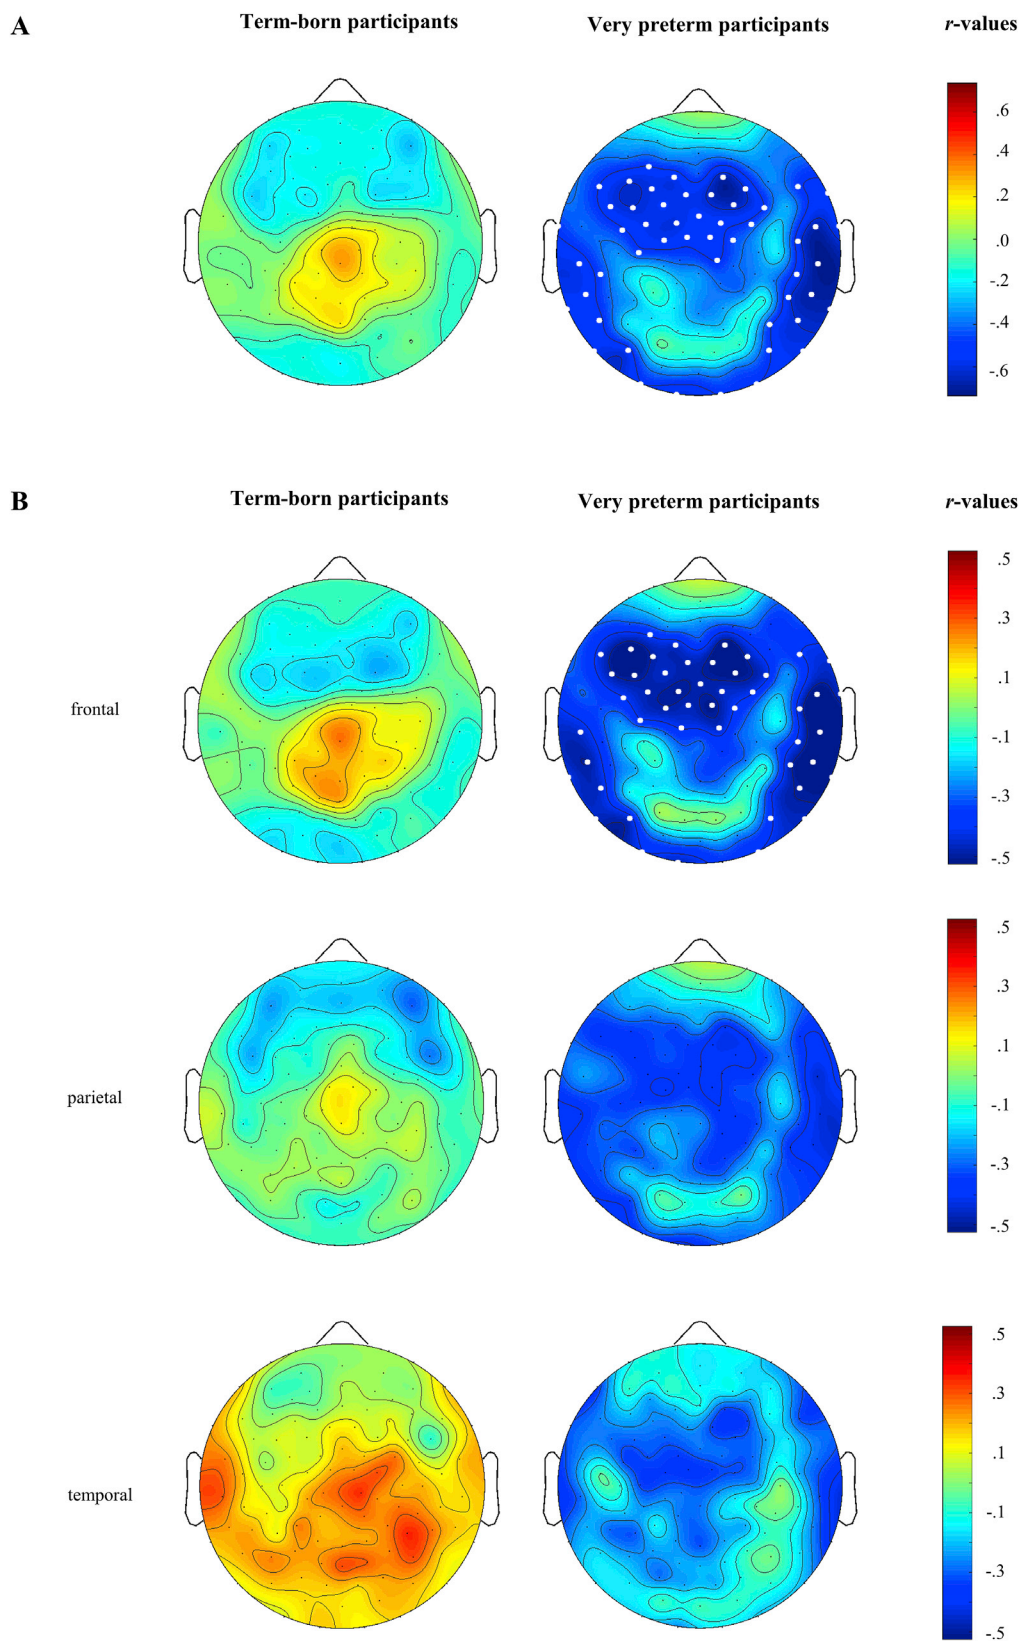 A
Term-born participants
Very preterm participants
r-values
.6
.4
.2
.0
-.2
-.4
-.6
B
Term-born participants
Very preterm participants
r-values
frontal
.5
.3
.1
-.1
-.3
-.5
parietal
.5
.3
.1
-.1
-.3
-.5
temporal
.5
.3
.1
-.1
-.3
-.5